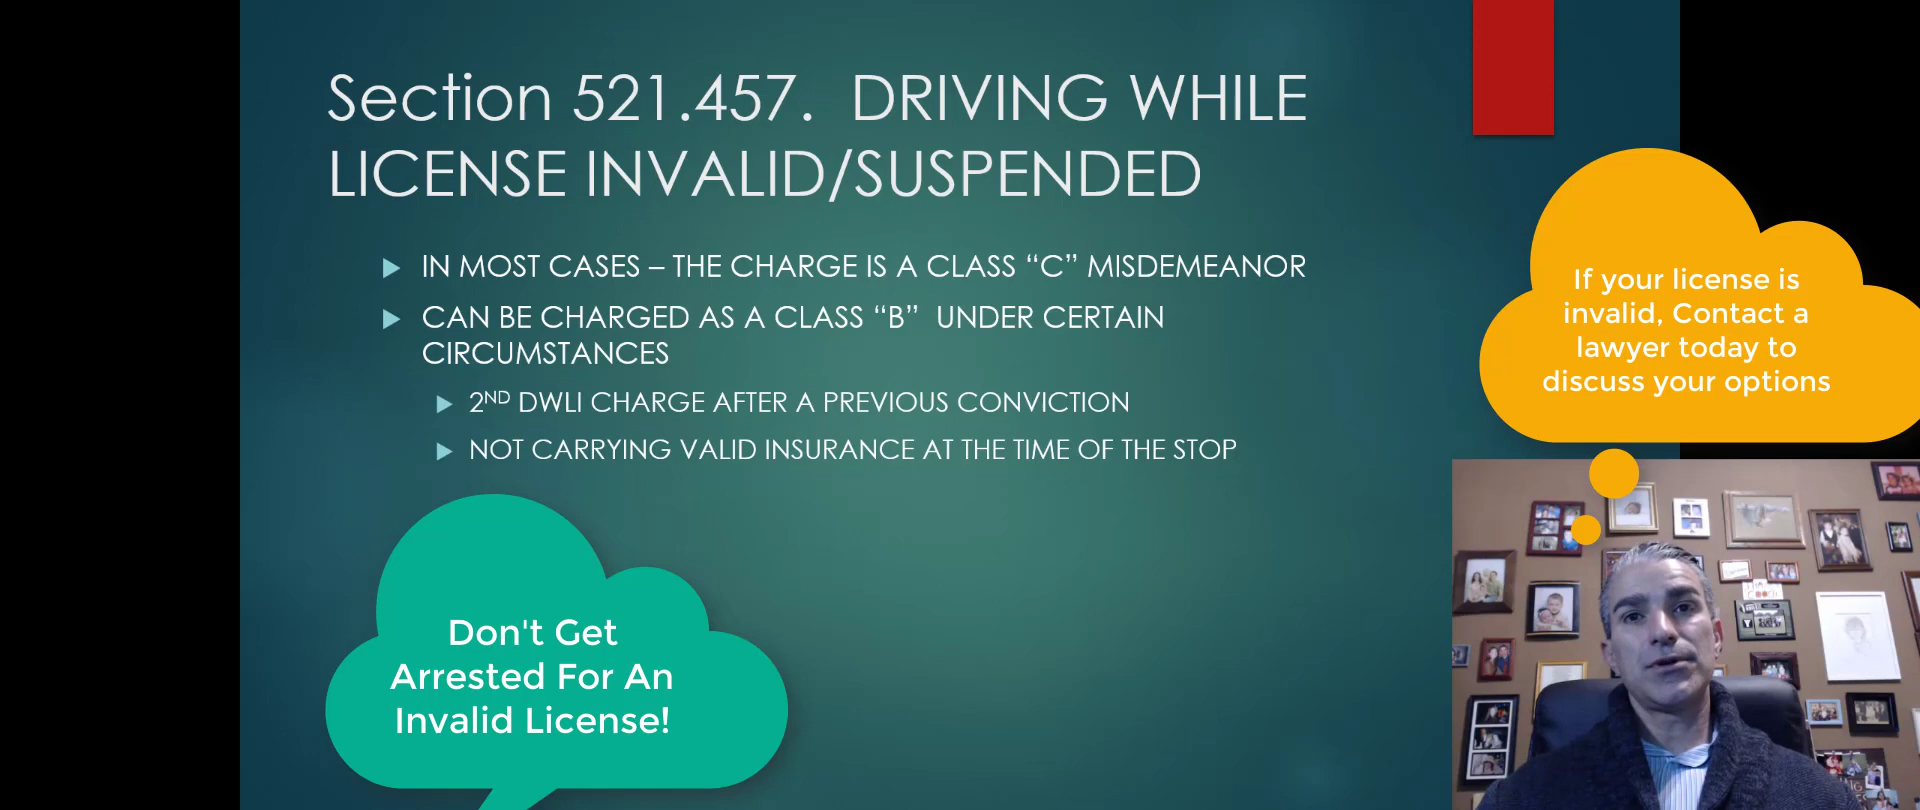 Section 521.457.  DRIVING WHILE
LICENSE INVALID/SUSPENDED
IN MOST CASES – THE CHARGE IS A CLASS “C” MISDEMEANOR
CAN BE CHARGED AS A CLASS “B”  UNDER CERTAIN
CIRCUMSTANCES
2ND DWLI CHARGE AFTER A PREVIOUS CONVICTION
NOT CARRYING VALID INSURANCE AT THE TIME OF THE STOP
If your license is
invalid, Contact a
lawyer today to
discuss your options
Don't Get
Arrested For An
Invalid License!